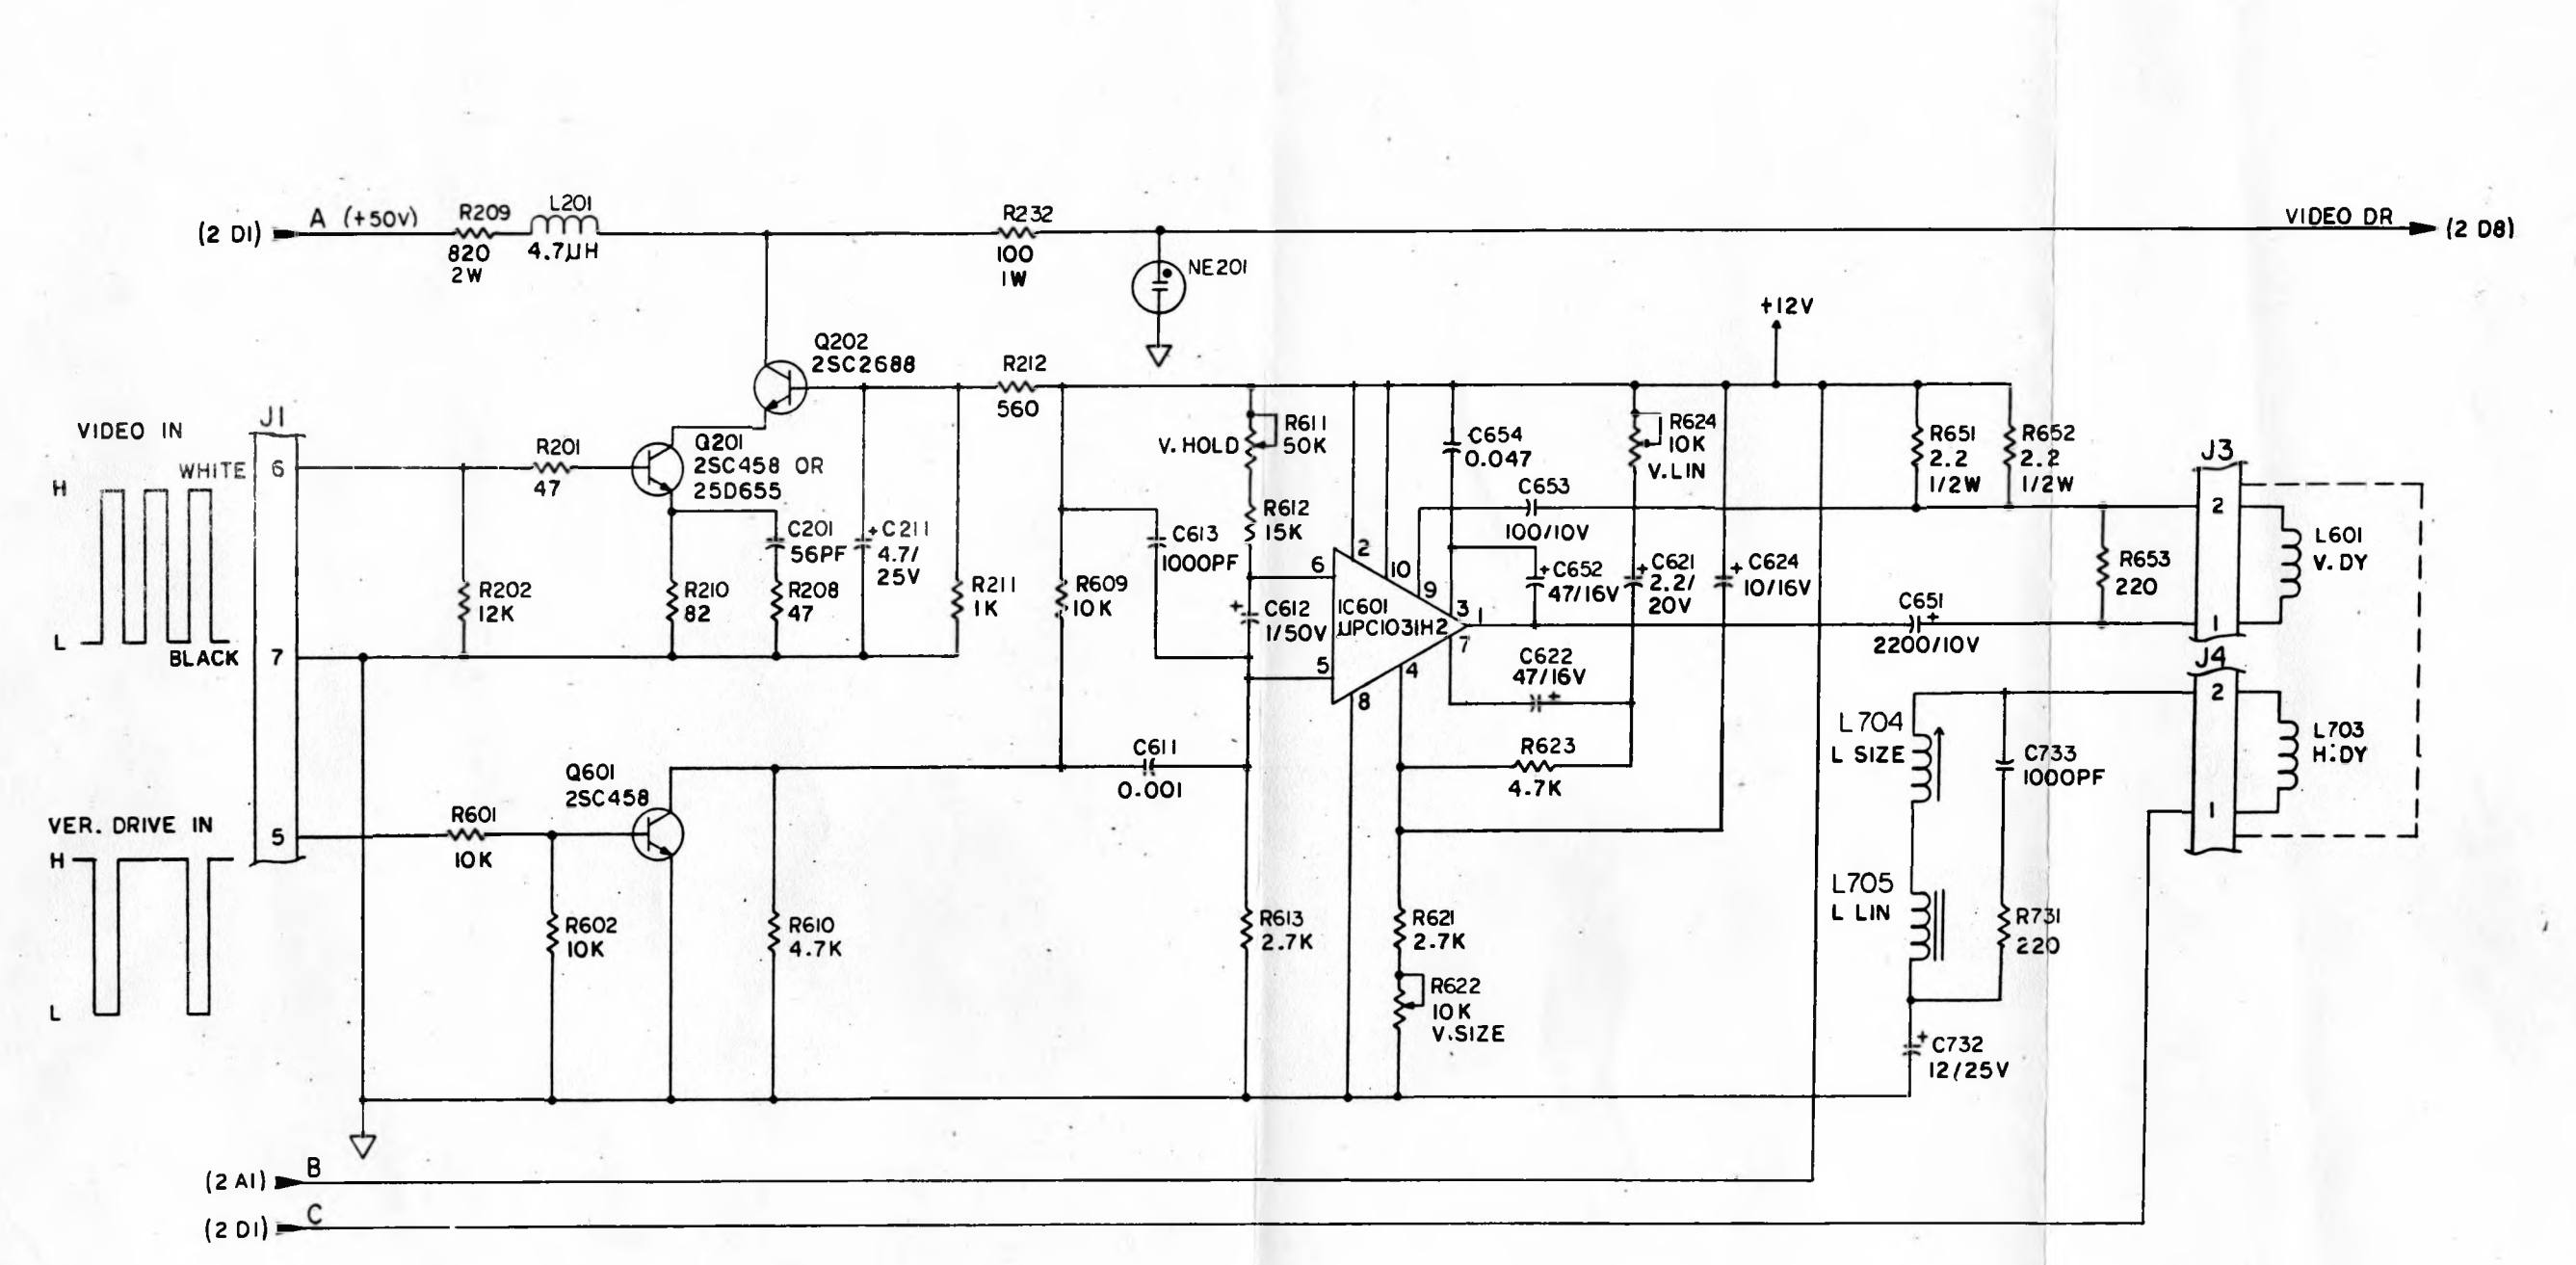 (2 D1)
A (+50V)
R209
820
2W
L201
4.7μH
R232
100
1W
NE201
VIDEO DR
(2 D8)
+12V
Q202
2SC2688
R212
560
J1
VIDEO IN
WHITE
6
H
L
BLACK
7
R201
47
Q201
2SC458 OR
25D655
C201
56PF
+C211
4.7/
25V
R202
12K
R210
82
R208
47
R211
1K
R609
10K
C613
1000PF
V. HOLD
R611
50K
R612
15K
+
C612
1/50V
6
5
2
10
9
3
1
7
4
8
IC601
μPC1031H2
C654
0.047
C653
100/10V
R624
10K
V.LIN
+C652
47/16V
+C621
2.2/
20V
+C624
10/16V
C622
47/16V
+
R623
4.7K
R651
2.2
1/2W
R652
2.2
1/2W
C651
+
2200/10V
R653
220
J3
2
1
L601
V. DY
J4
2
1
L703
H.DY
L704
L SIZE
C733
1000PF
L705
L LIN
R731
220
+C732
12/25V
VER. DRIVE IN
H
L
5
R601
10K
R602
10K
Q601
2SC458
R610
4.7K
C611
0.001
R613
2.7K
R621
2.7K
R622
10K
V.SIZE
(2 A1)
B
(2 D1)
C